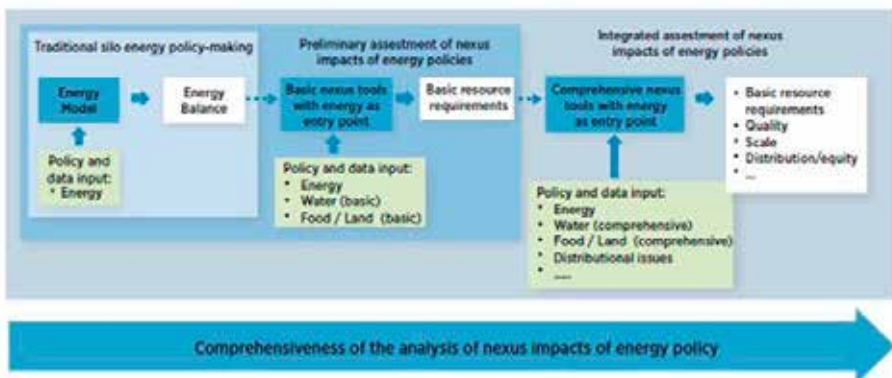 Traditional silo energy policy-making
Energy
Model
Energy
Balance
Policy and
data input:
• Energy
Preliminary assestment of nexus
impacts of energy policies
Basic nexus tools
with energy as
entry point
Basic resource
requirements
Policy and data input:
• Energy
• Water (basic)
• Food / Land (basic)
Integrated assestment of nexus
impacts of energy policies
Comprehensive nexus
tools with energy
as entry point
• Basic resource
requirements
• Quality
• Scale
• Distribution/equity
• ...
Policy and data input:
• Energy
• Water (comprehensive)
• Food / Land (comprehensive)
• Distributional issues
• .....
Comprehensiveness of the analysis of nexus impacts of energy policy